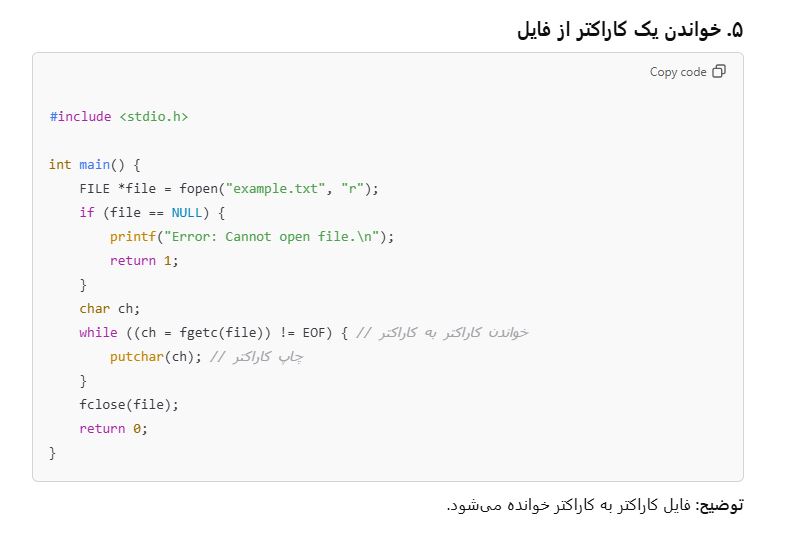 ۵. خواندن یک کاراکتر از فایل
Copy code
#include <stdio.h>
int main() {
    FILE *file = fopen("example.txt", "r");
    if (file == NULL) {
        printf("Error: Cannot open file.\n");
        return 1;
    }
    char ch;
    while ((ch = fgetc(file)) != EOF) { // خواندن کاراکتر به کاراکتر
        putchar(ch); // چاپ کاراکتر
    }
    fclose(file);
    return 0;
}
توضیح: فایل کاراکتر به کاراکتر خوانده می‌شود.